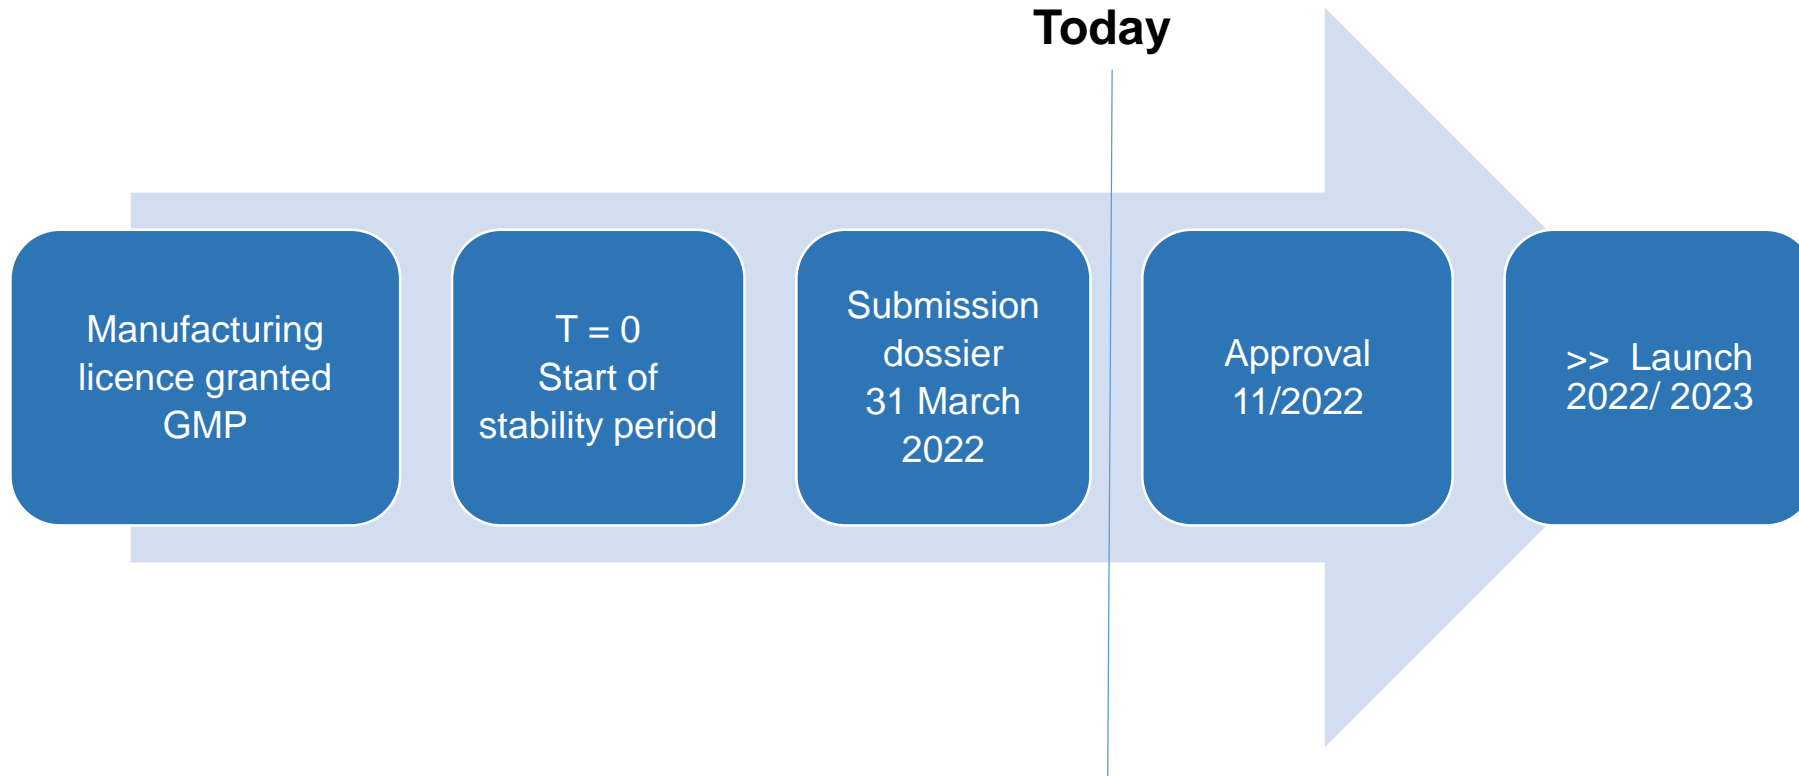 Today
Manufacturing
licence granted
GMP
T = 0
Start of
stability period
Submission
dossier
31 March
2022
Approval
11/2022
>> Launch
2022/ 2023